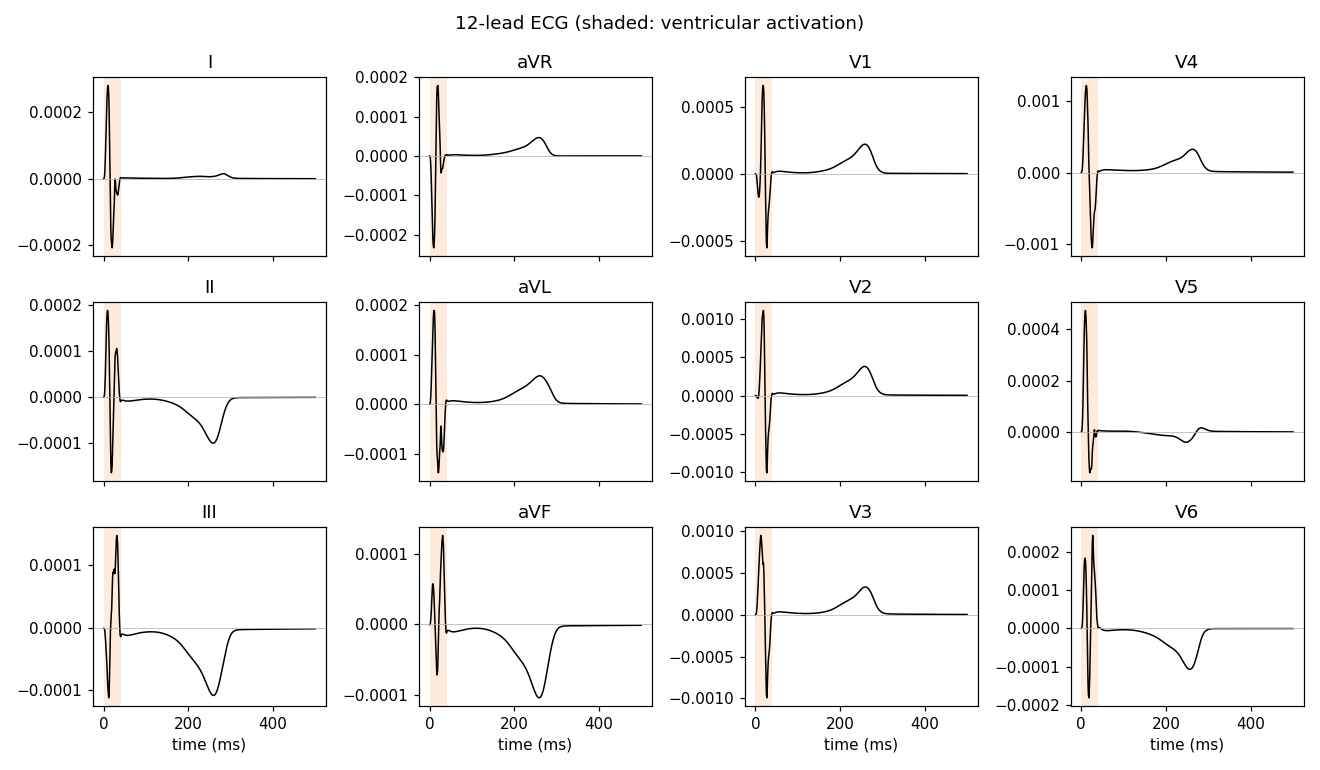 12-lead ECG (shaded: ventricular activation)
I
aVR
V1
V4
0.0002
0.0000
−0.0002
0.0002
0.0001
0.0000
−0.0001
−0.0002
0.0005
0.0000
−0.0005
0.001
0.000
−0.001
II
aVL
V2
V5
0.0002
0.0001
0.0000
−0.0001
0.0002
0.0001
0.0000
−0.0001
0.0010
0.0005
0.0000
−0.0005
−0.0010
0.0004
0.0002
0.0000
III
aVF
V3
V6
0.0001
0.0000
−0.0001
0.0001
0.0000
−0.0001
0.0010
0.0005
0.0000
−0.0005
−0.0010
0.0002
0.0001
0.0000
−0.0001
−0.0002
0 200 400
0 200 400
0 200 400
0 200 400
time (ms)
time (ms)
time (ms)
time (ms)